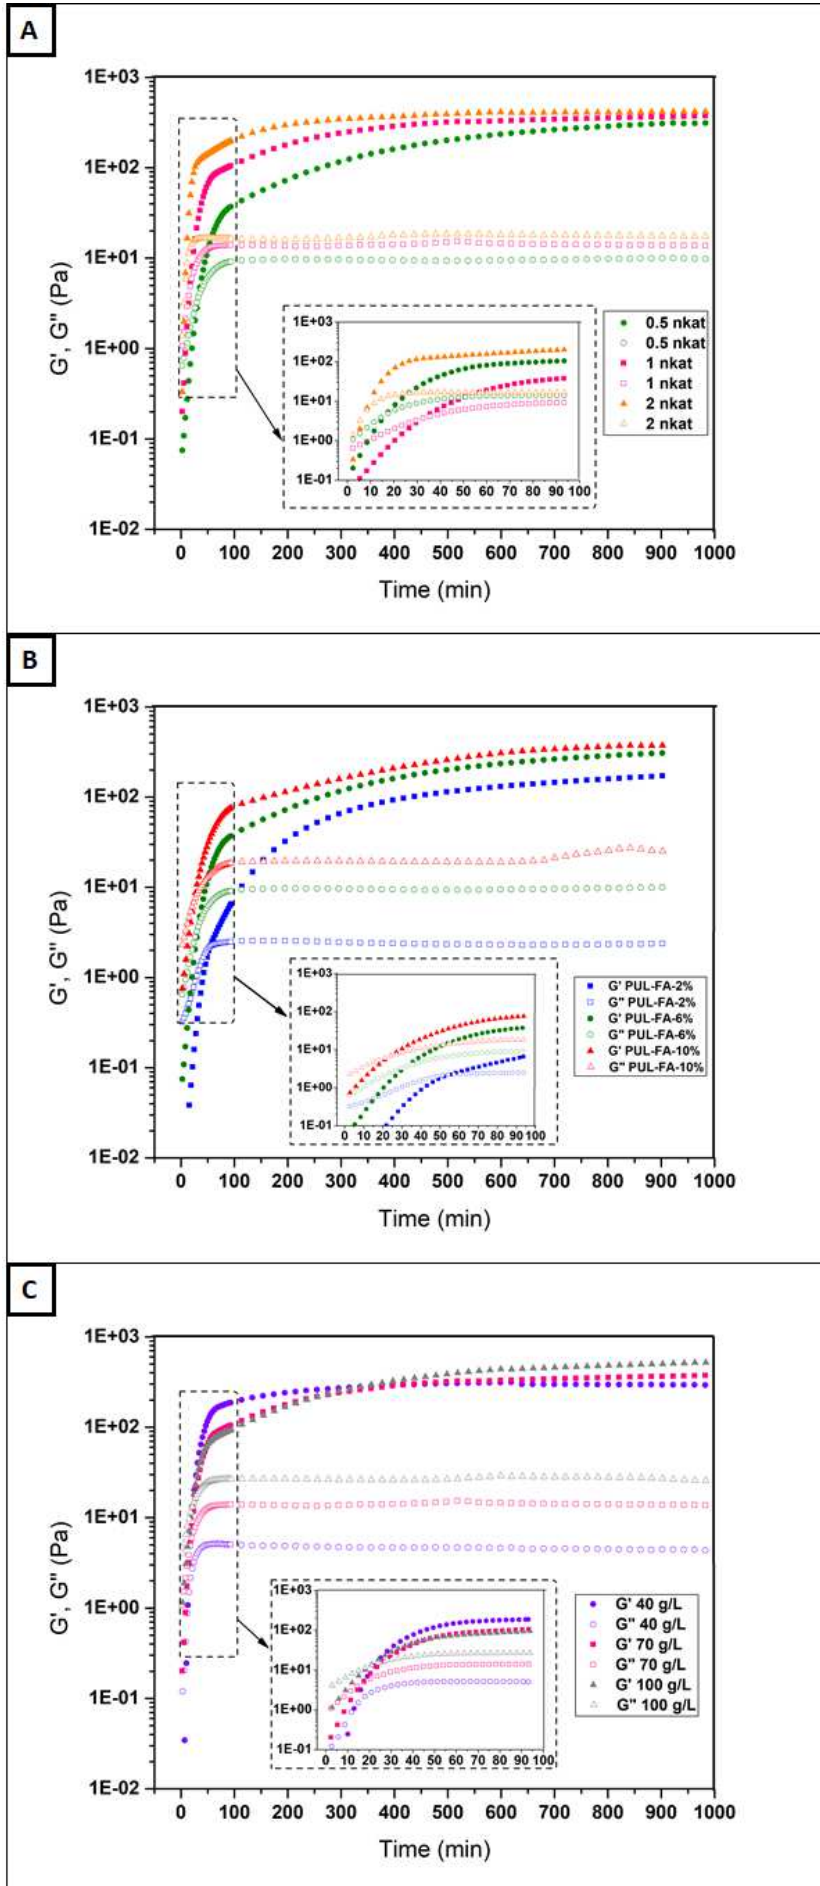 A
1E+03
1E+02
1E+01
1E+00
1E-01
1E-02
G', G" (Pa)
1E+03
1E+02
1E+01
1E+00
1E-01
0 10 20 30 40 50 60 70 80 90 100
0.5 nkat
0.5 nkat
1 nkat
1 nkat
2 nkat
2 nkat
0 100 200 300 400 500 600 700 800 900 1000
Time (min)
B
1E+03
1E+02
1E+01
1E+00
1E-01
1E-02
G', G" (Pa)
1E+03
1E+02
1E+01
1E+00
1E-01
0 10 20 30 40 50 60 70 80 90 100
G' PUL-FA-2%
G" PUL-FA-2%
G' PUL-FA-6%
G" PUL-FA-6%
G' PUL-FA-10%
G" PUL-FA-10%
0 100 200 300 400 500 600 700 800 900 1000
Time (min)
C
1E+03
1E+02
1E+01
1E+00
1E-01
1E-02
G', G" (Pa)
1E+03
1E+02
1E+01
1E+00
1E-01
0 10 20 30 40 50 60 70 80 90 100
G' 40 g/L
G" 40 g/L
G' 70 g/L
G" 70 g/L
G' 100 g/L
G" 100 g/L
0 100 200 300 400 500 600 700 800 900 1000
Time (min)